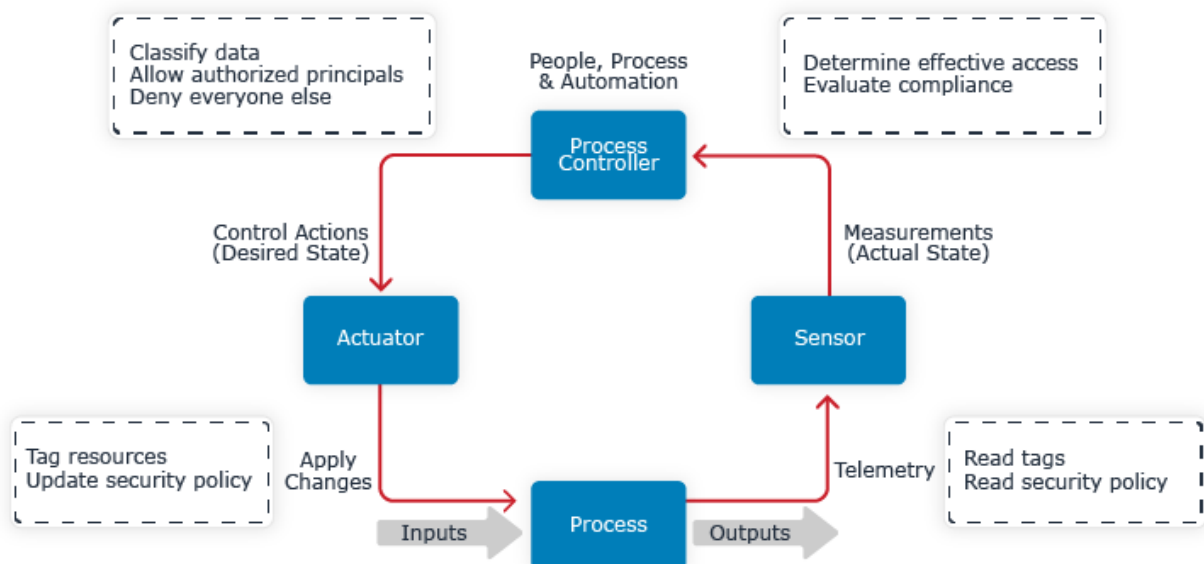 Classify data
Allow authorized principals
Deny everyone else
People, Process
& Automation
Determine effective access
Evaluate compliance
Process
Controller
Control Actions
(Desired State)
Measurements
(Actual State)
Actuator
Sensor
Tag resources
Update security policy
Apply
Changes
Telemetry
Read tags
Read security policy
Inputs
Process
Outputs